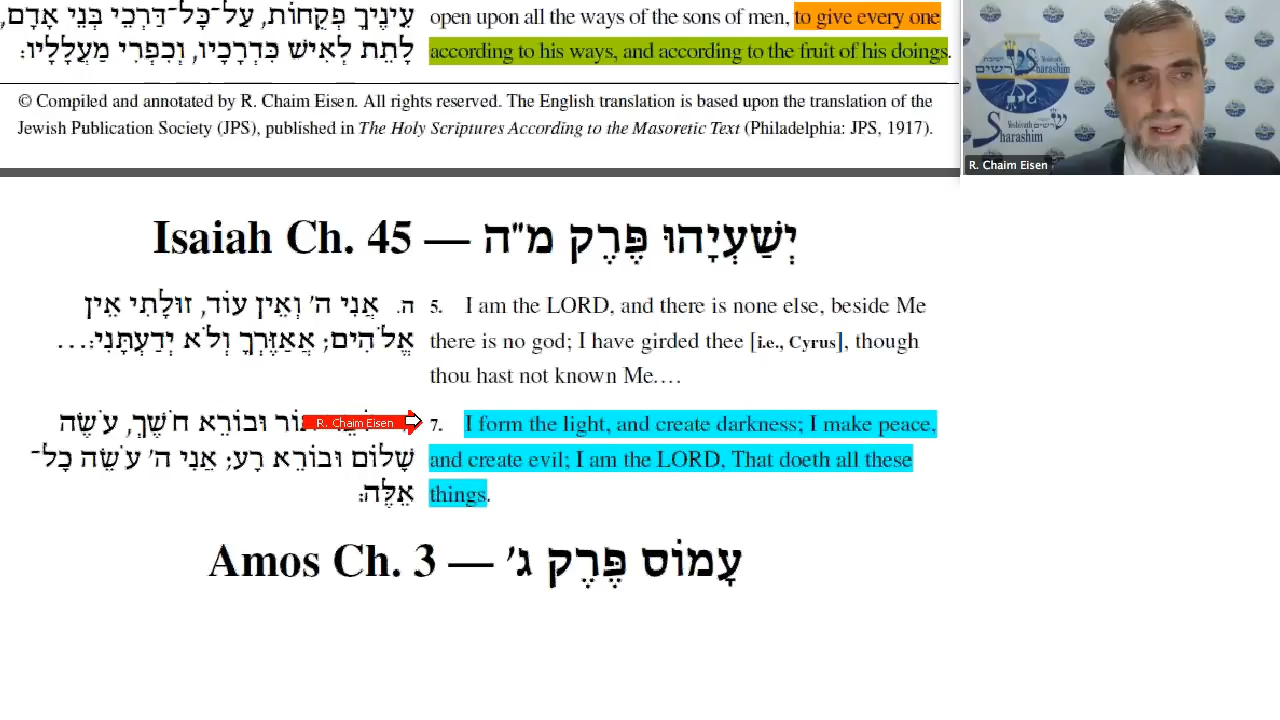 עֵינֶיךָ פְקֻחוֹת, עַל־כָּל־דַּרְכֵי בְּנֵי אָדָם,
לָתֵת לְאִישׁ כִּדְרָכָיו, וְכִפְרִי מַעֲלָלָיו׃
open upon all the ways of the sons of men, to give every one
according to his ways, and according to the fruit of his doings.
© Compiled and annotated by R. Chaim Eisen. All rights reserved. The English translation is based upon the translation of the
Jewish Publication Society (JPS), published in The Holy Scriptures According to the Masoretic Text (Philadelphia: JPS, 1917).
ישיבת
שרשים
Yeshivath
Sharashim
R. Chaim Eisen
Isaiah Ch. 45 — יְשַׁעְיָהוּ פֶּרֶק מ"ה
ה. אֲנִי ה' וְאֵין עוֹד, זוּלָתִי אֵין
אֱלֹהִים; אֲאַזֶּרְךָ וְלֹא יְדַעְתָּנִי׃...
5. I am the LORD, and there is none else, beside Me
there is no god; I have girded thee [i.e., Cyrus], though
thou hast not known Me....
וּבוֹרֵא חֹשֶׁךְ, עֹשֶׂה
שָׁלוֹם וּבוֹרֵא רָע; אֲנִי ה' עֹשֶׂה כָל־
אֵלֶּה׃
R. Chaim Eisen
7. I form the light, and create darkness; I make peace,
and create evil; I am the LORD, That doeth all these
things.
Amos Ch. 3 — עָמוֹס פֶּרֶק ג'